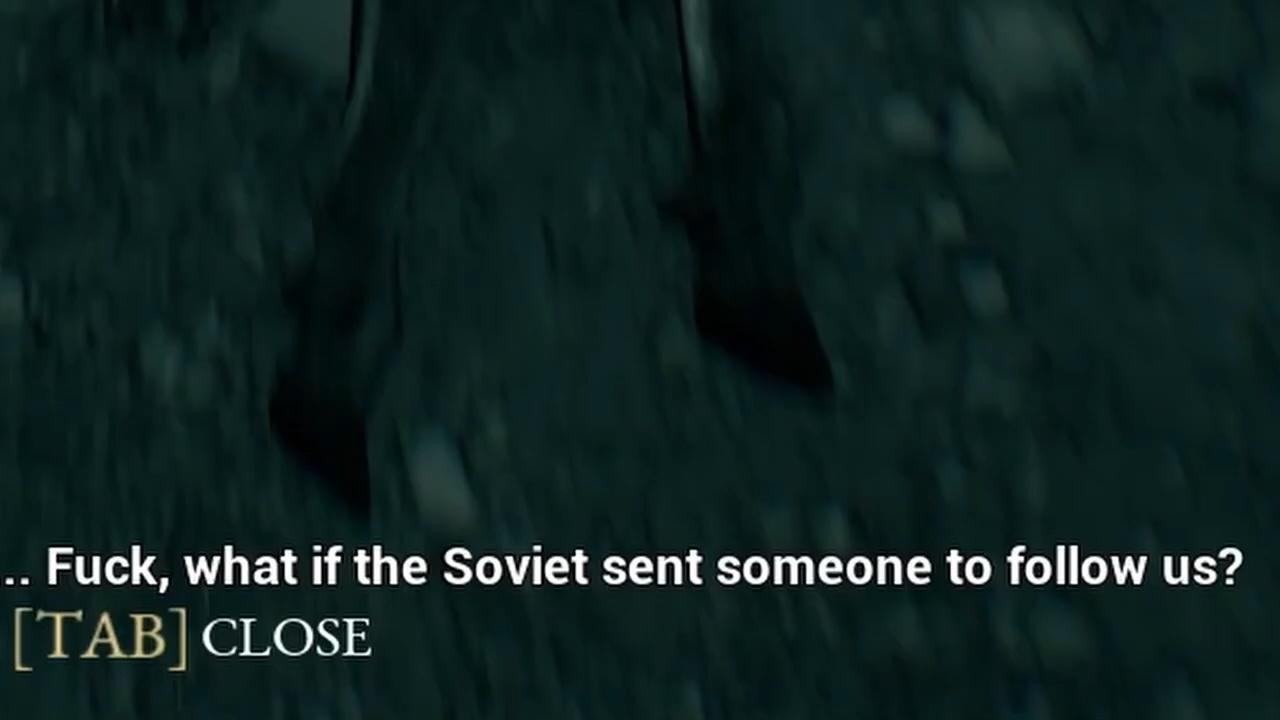 .. Fuck, what if the Soviet sent someone to follow us?
[TAB] CLOSE